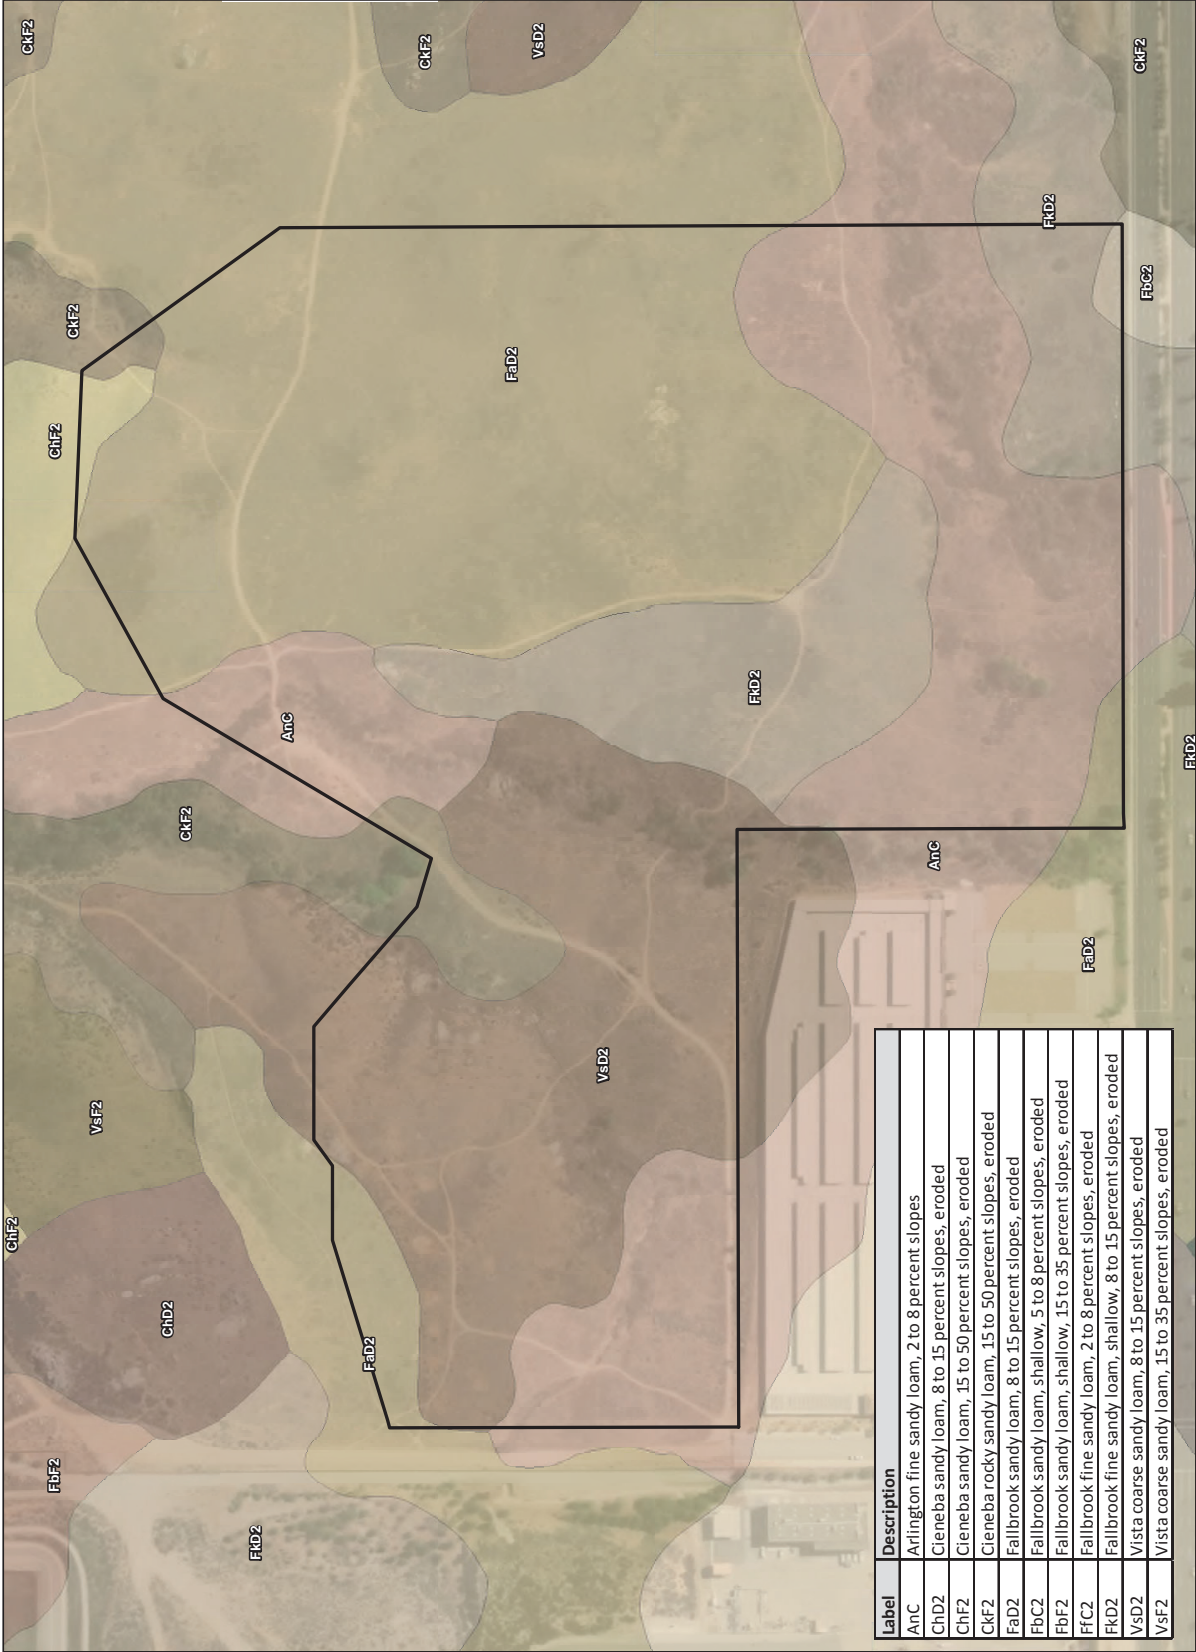 CkF2
CkF2
VsD2
CkF2
CkF2
FkD2
FbC2
ChF2
FaD2
AnC
FkD2
FkD2
CkF2
AnC
FaD2
VsD2
VsF2
ChF2
ChD2
FaD2
FbF2
FkD2
Label Description
AnC Arlington fine sandy loam, 2 to 8 percent slopes
ChD2 Cieneba sandy loam, 8 to 15 percent slopes, eroded
ChF2 Cieneba sandy loam, 15 to 50 percent slopes, eroded
CkF2 Cieneba rocky sandy loam, 15 to 50 percent slopes, eroded
FaD2 Fallbrook sandy loam, 8 to 15 percent slopes, eroded
FbC2 Fallbrook sandy loam, shallow, 5 to 8 percent slopes, eroded
FbF2 Fallbrook sandy loam, shallow, 15 to 35 percent slopes, eroded
FfC2 Fallbrook fine sandy loam, 2 to 8 percent slopes, eroded
FkD2 Fallbrook fine sandy loam, shallow, 8 to 15 percent slopes, eroded
VsD2 Vista coarse sandy loam, 8 to 15 percent slopes, eroded
VsF2 Vista coarse sandy loam, 15 to 35 percent slopes, eroded